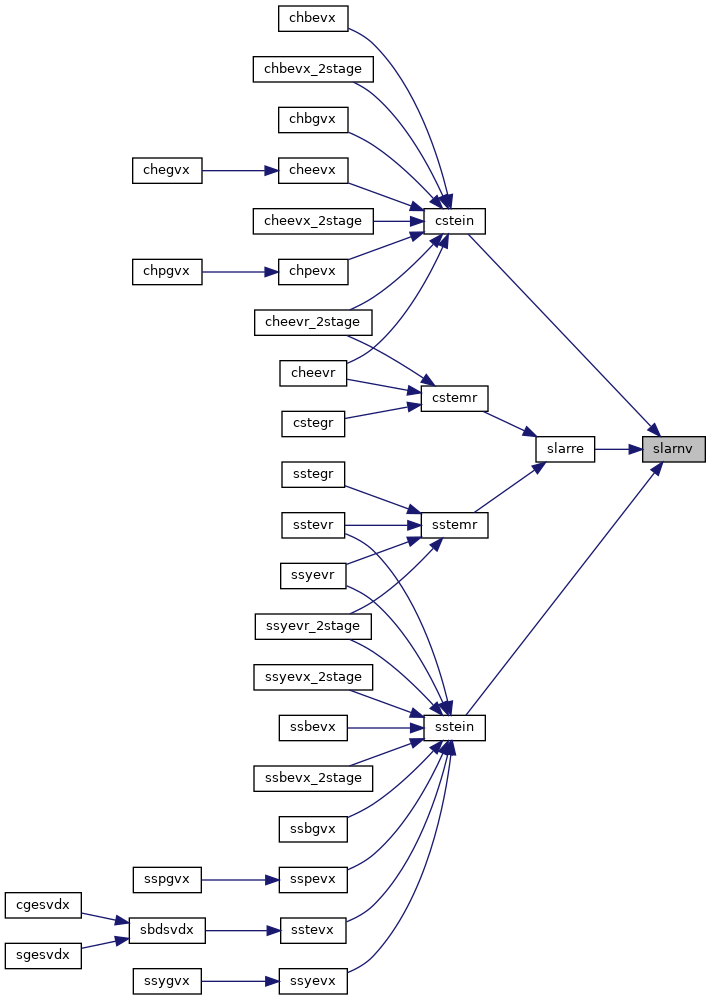 chbevx
chbevx_2stage
chbgvx
chegvx
cheevx
cheevx_2stage
cstein
chpgvx
chpevx
cheevr_2stage
cheevr
cstemr
cstegr
slarre
slarnv
sstegr
sstevr
sstemr
ssyevr
ssyevr_2stage
ssyevx_2stage
ssbevx
sstein
ssbevx_2stage
ssbgvx
sspgvx
sspevx
cgesvdx
sbdsvdx
sstevx
sgesvdx
ssygvx
ssyevx